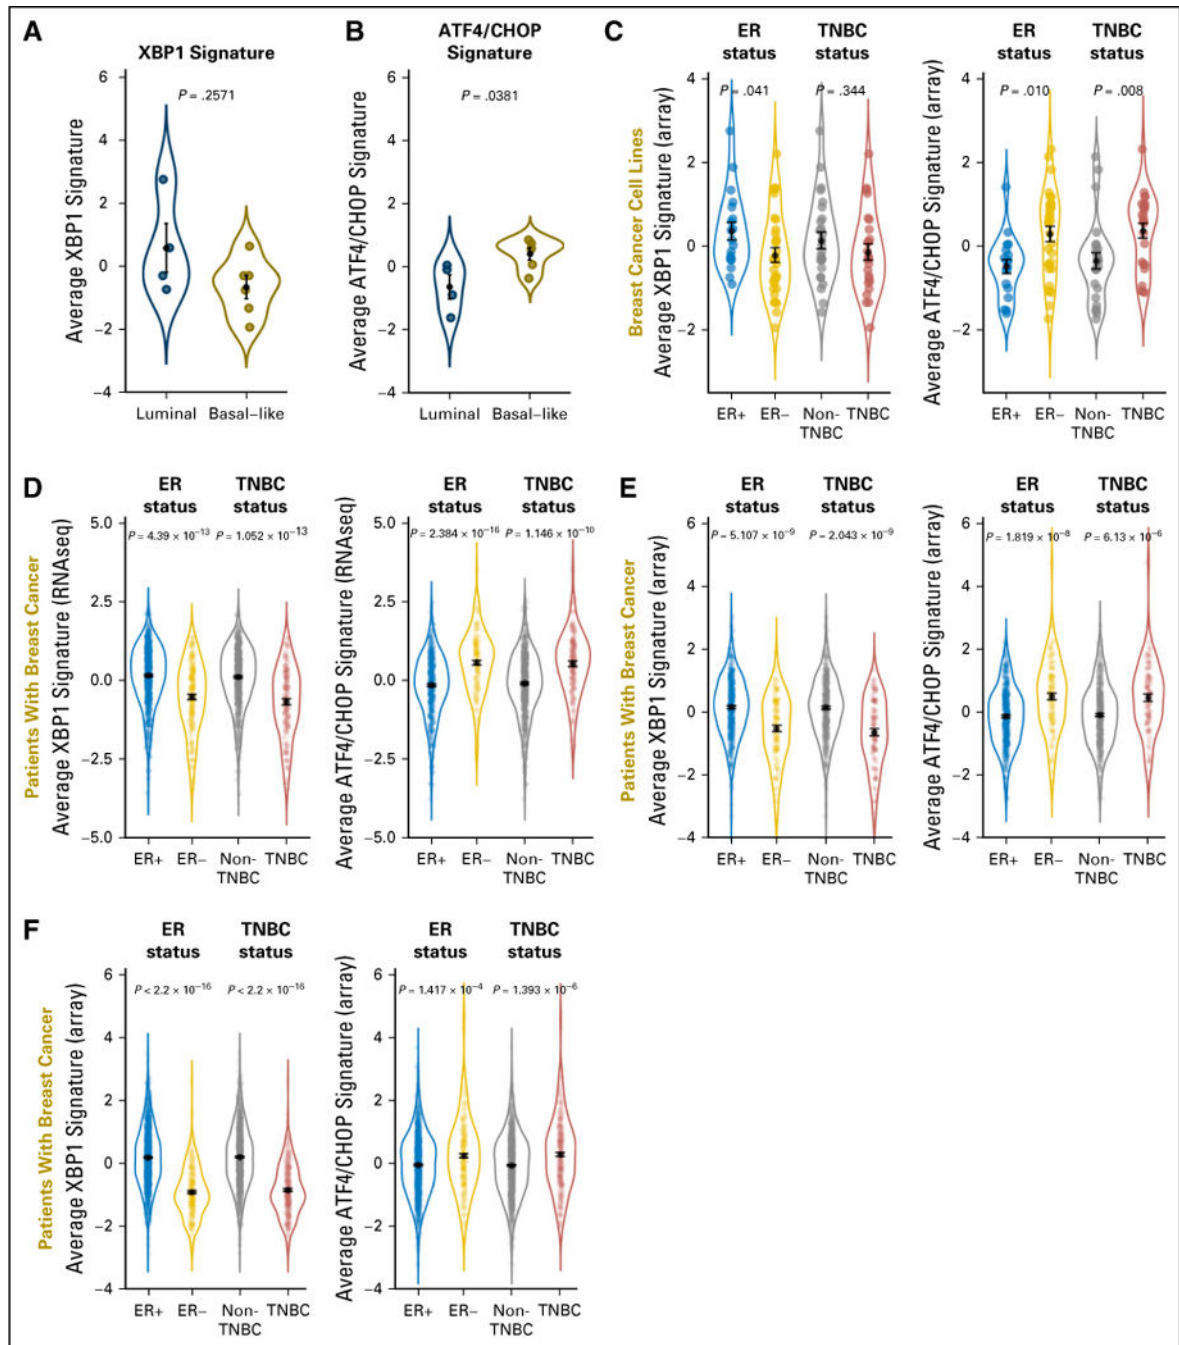 A
XBP1 Signature
P = .2571
Average XBP1 Signature
6
4
2
0
−2
−4
Luminal
Basal−like
B
ATF4/CHOP
Signature
P = .0381
Average ATF4/CHOP Signature
6
4
2
0
−2
−4
Luminal
Basal−like
C
Breast Cancer Cell Lines
ER
status
TNBC
status
P = .041
P = .344
Average XBP1 Signature (array)
4
2
0
−2
ER+
ER−
Non-
TNBC
TNBC
ER
status
TNBC
status
P = .010
P = .008
Average ATF4/CHOP Signature (array)
4
2
0
−2
ER+
ER−
Non-
TNBC
TNBC
D
Patients With Breast Cancer
ER
status
TNBC
status
P = 4.39 × 10−13
P = 1.052 × 10−13
Average XBP1 Signature (RNAseq)
5.0
2.5
0.0
−2.5
−5.0
ER+
ER−
Non-
TNBC
TNBC
ER
status
TNBC
status
P = 2.384 × 10−16
P = 1.146 × 10−10
Average ATF4/CHOP Signature (RNAseq)
5.0
2.5
0.0
−2.5
−5.0
ER+
ER−
Non-
TNBC
TNBC
E
Patients With Breast Cancer
ER
status
TNBC
status
P = 5.107 × 10−9
P = 2.043 × 10−9
Average XBP1 Signature (array)
6
4
2
0
−2
−4
ER+
ER−
Non-
TNBC
TNBC
ER
status
TNBC
status
P = 1.819 × 10−8
P = 6.13 × 10−6
Average ATF4/CHOP Signature (array)
6
4
2
0
−2
−4
ER+
ER−
Non-
TNBC
TNBC
F
Patients With Breast Cancer
ER
status
TNBC
status
P < 2.2 × 10−16
P < 2.2 × 10−16
Average XBP1 Signature (array)
6
4
2
0
−2
−4
ER+
ER−
Non-
TNBC
TNBC
ER
status
TNBC
status
P = 1.417 × 10−4
P = 1.393 × 10−6
Average ATF4/CHOP Signature (array)
6
4
2
0
−2
−4
ER+
ER−
Non-
TNBC
TNBC